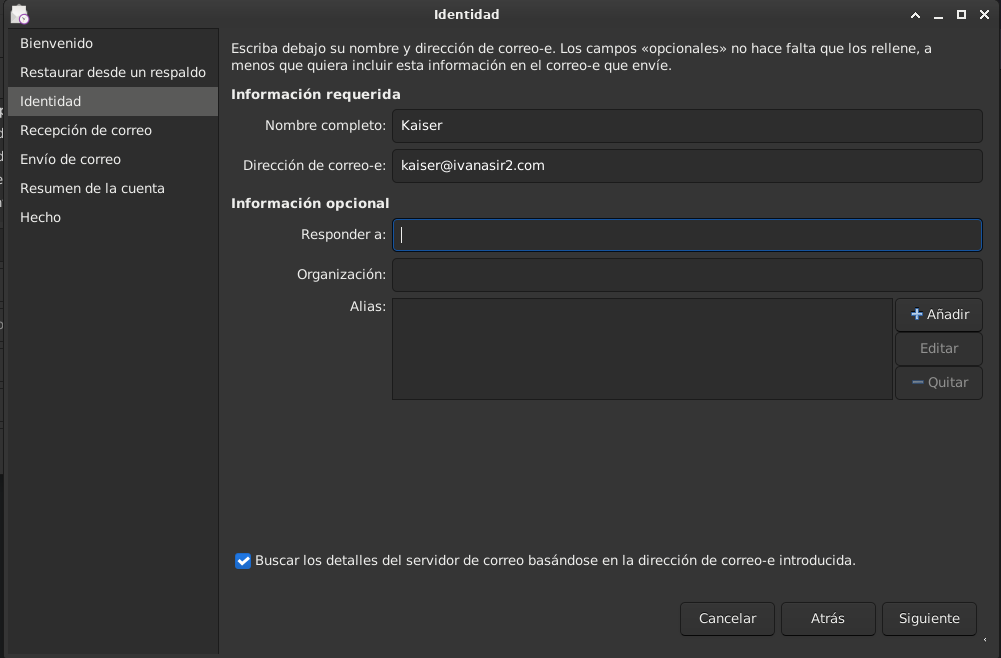 Identidad
Bienvenido
Restaurar desde un respaldo
Identidad
Recepción de correo
Envío de correo
Resumen de la cuenta
Hecho
Escriba debajo su nombre y dirección de correo-e. Los campos «opcionales» no hace falta que los rellene, a
menos que quiera incluir esta información en el correo-e que envíe.
Información requerida
Nombre completo: Kaiser
Dirección de correo-e: kaiser@ivanasir2.com
Información opcional
Responder a:
Organización:
Alias:
Añadir
Editar
Quitar
Buscar los detalles del servidor de correo basándose en la dirección de correo-e introducida.
Cancelar Atrás Siguiente